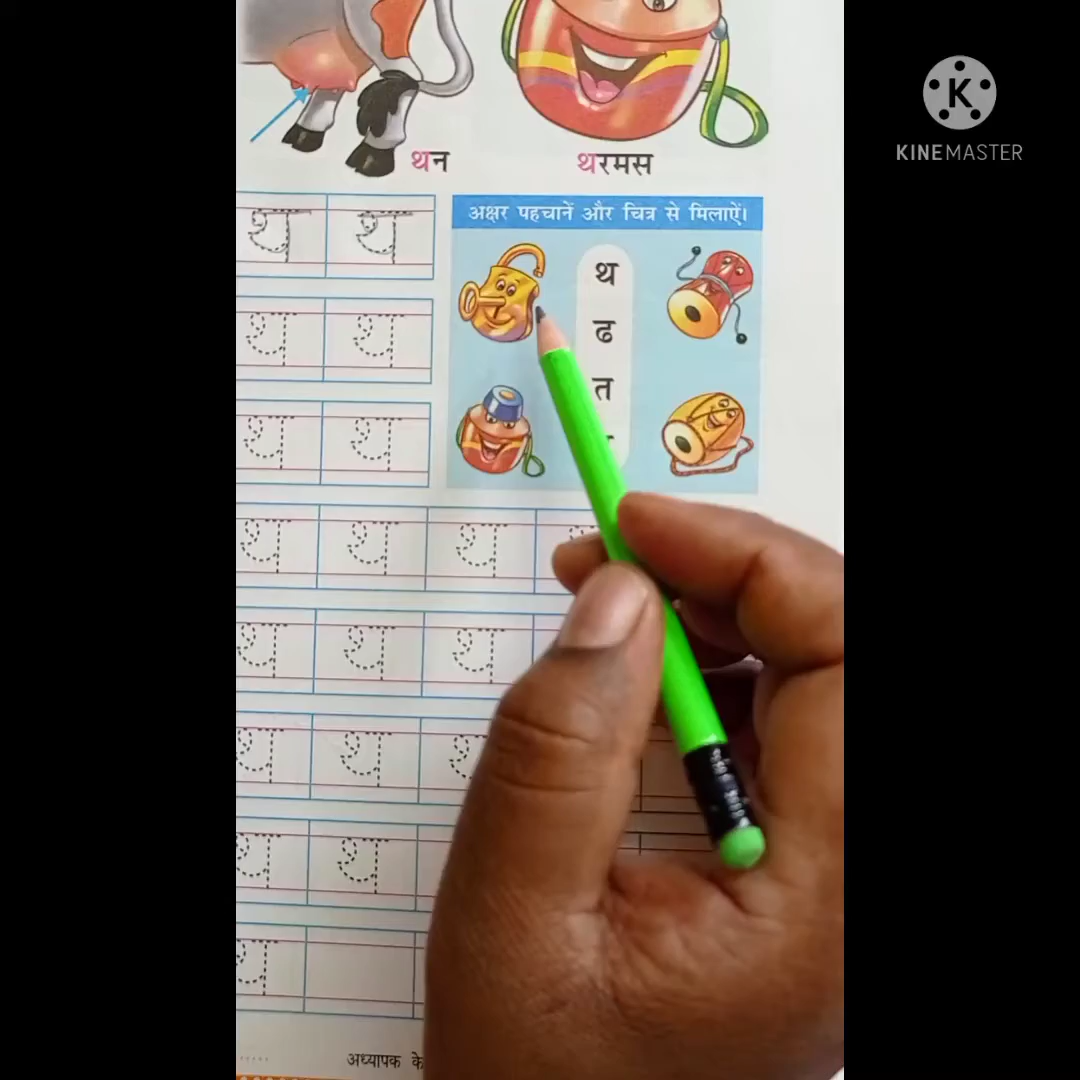 KINEMASTER
थन थरमस
अक्षर पहचानें और चित्र से मिलाऐं।
थ
ढ
त
थ थ
थ थ
थ थ
थ थ थ
थ थ थ
थ थ थ
थ थ
थ
अध्यापक के